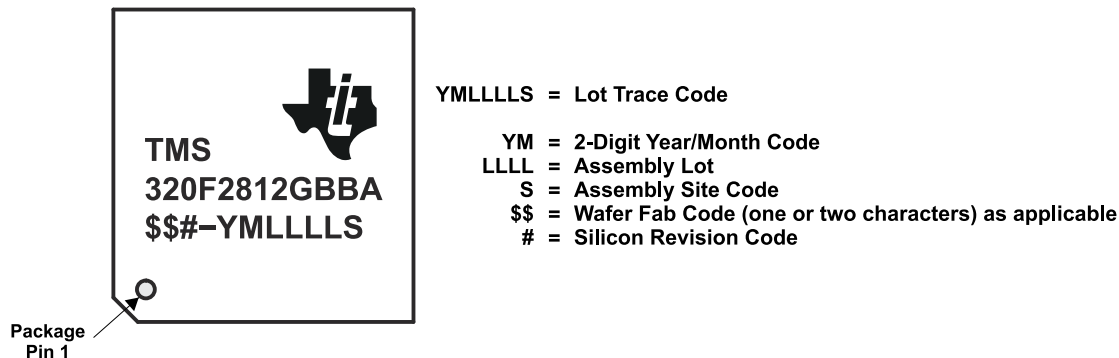 TMS
320F2812GBBA
$$#−YMLLLLS
Package
Pin 1
YMLLLLS = Lot Trace Code
YM = 2-Digit Year/Month Code
LLLL = Assembly Lot
S = Assembly Site Code
$$ = Wafer Fab Code (one or two characters) as applicable
# = Silicon Revision Code